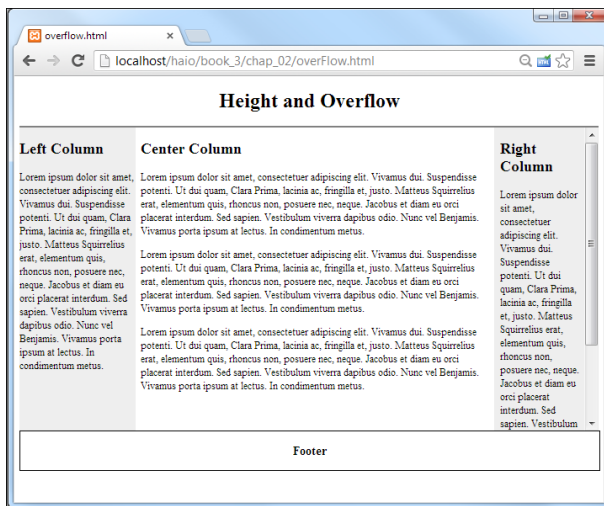 overflow.html
localhost/haio/book_3/chap_02/overFlow.html
Height and Overflow
Left Column
Lorem ipsum dolor sit amet,
consectetuer adipiscing elit.
Vivamus dui. Suspendisse
potenti. Ut dui quam, Clara
Prima, lacinia ac, fringilla et,
justo. Matteus Squirrelius
erat, elementum quis,
rhoncus non, posuere nec,
neque. Jacobus et diam eu
orci placerat interdum. Sed
sapien. Vestibulum viverra
dapibus odio. Nunc vel
Benjamis. Vivamus porta
ipsum at lectus. In
condimentum metus.
Center Column
Lorem ipsum dolor sit amet, consectetuer adipiscing elit. Vivamus dui. Suspendisse
potenti. Ut dui quam, Clara Prima, lacinia ac, fringilla et, justo. Matteus Squirrelius
erat, elementum quis, rhoncus non, posuere nec, neque. Jacobus et diam eu orci
placerat interdum. Sed sapien. Vestibulum viverra dapibus odio. Nunc vel Benjamis.
Vivamus porta ipsum at lectus. In condimentum metus.
Lorem ipsum dolor sit amet, consectetuer adipiscing elit. Vivamus dui. Suspendisse
potenti. Ut dui quam, Clara Prima, lacinia ac, fringilla et, justo. Matteus Squirrelius
erat, elementum quis, rhoncus non, posuere nec, neque. Jacobus et diam eu orci
placerat interdum. Sed sapien. Vestibulum viverra dapibus odio. Nunc vel Benjamis.
Vivamus porta ipsum at lectus. In condimentum metus.
Lorem ipsum dolor sit amet, consectetuer adipiscing elit. Vivamus dui. Suspendisse
potenti. Ut dui quam, Clara Prima, lacinia ac, fringilla et, justo. Matteus Squirrelius
erat, elementum quis, rhoncus non, posuere nec, neque. Jacobus et diam eu orci
placerat interdum. Sed sapien. Vestibulum viverra dapibus odio. Nunc vel Benjamis.
Vivamus porta ipsum at lectus. In condimentum metus.
Right
Column
Lorem ipsum dolor
sit amet,
consectetuer
adipiscing elit.
Vivamus dui.
Suspendisse
potenti. Ut dui
quam, Clara Prima,
lacinia ac, fringilla
et, justo. Matteus
Squirrelius erat,
elementum quis,
rhoncus non,
posuere nec, neque.
Jacobus et diam eu
orci placerat
interdum. Sed
sapien. Vestibulum
Footer